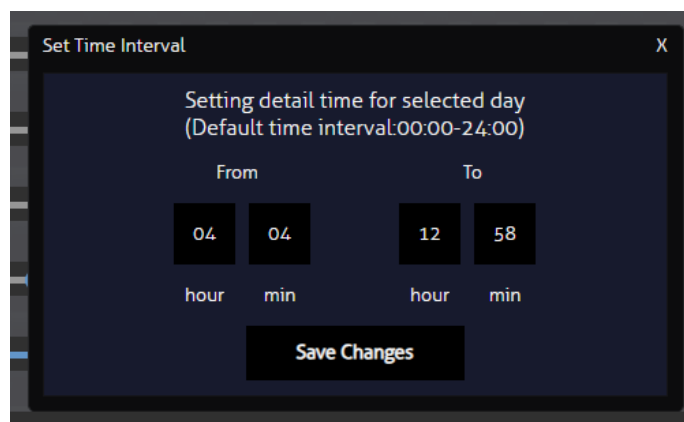 Set Time Interval X
Setting detail time for selected day
(Default time interval:00:00-24:00)
From To
04 04 12 58
hour min hour min
Save Changes